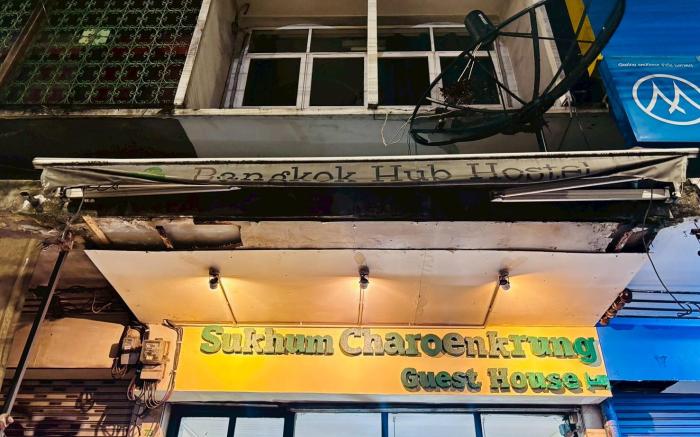 Bangkok Hub Hostel
Sukhum Charoenkrung
Guest House